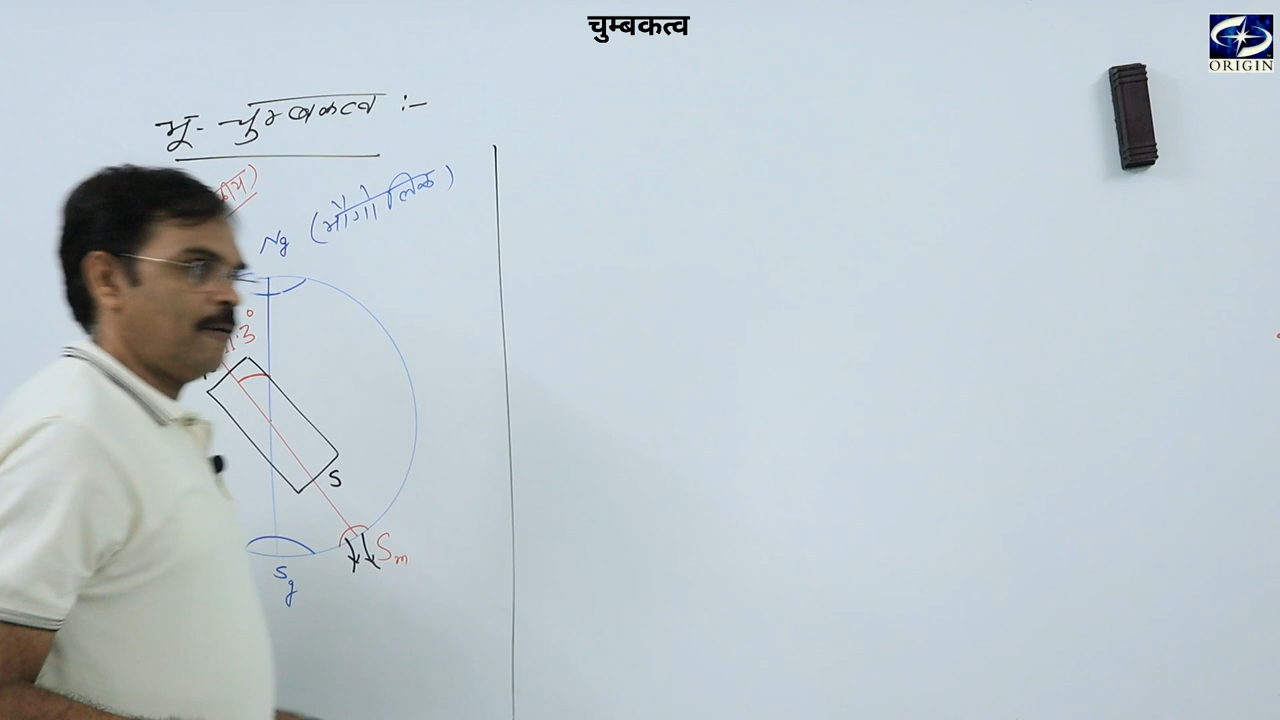 चुम्बकत्व
ORIGIN
भू- चुम्बकत्व :-
Ng (भौगोलिक)
S
Sm
Sg